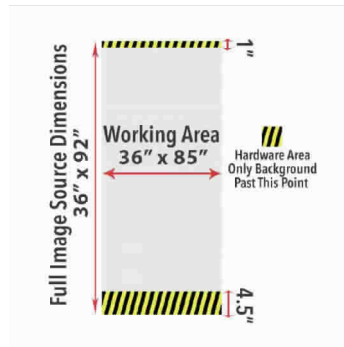 Full Image Source Dimensions
36” x 92”
1”
Working Area
36” x 85”
Hardware Area
Only Background
Past This Point
4.5”